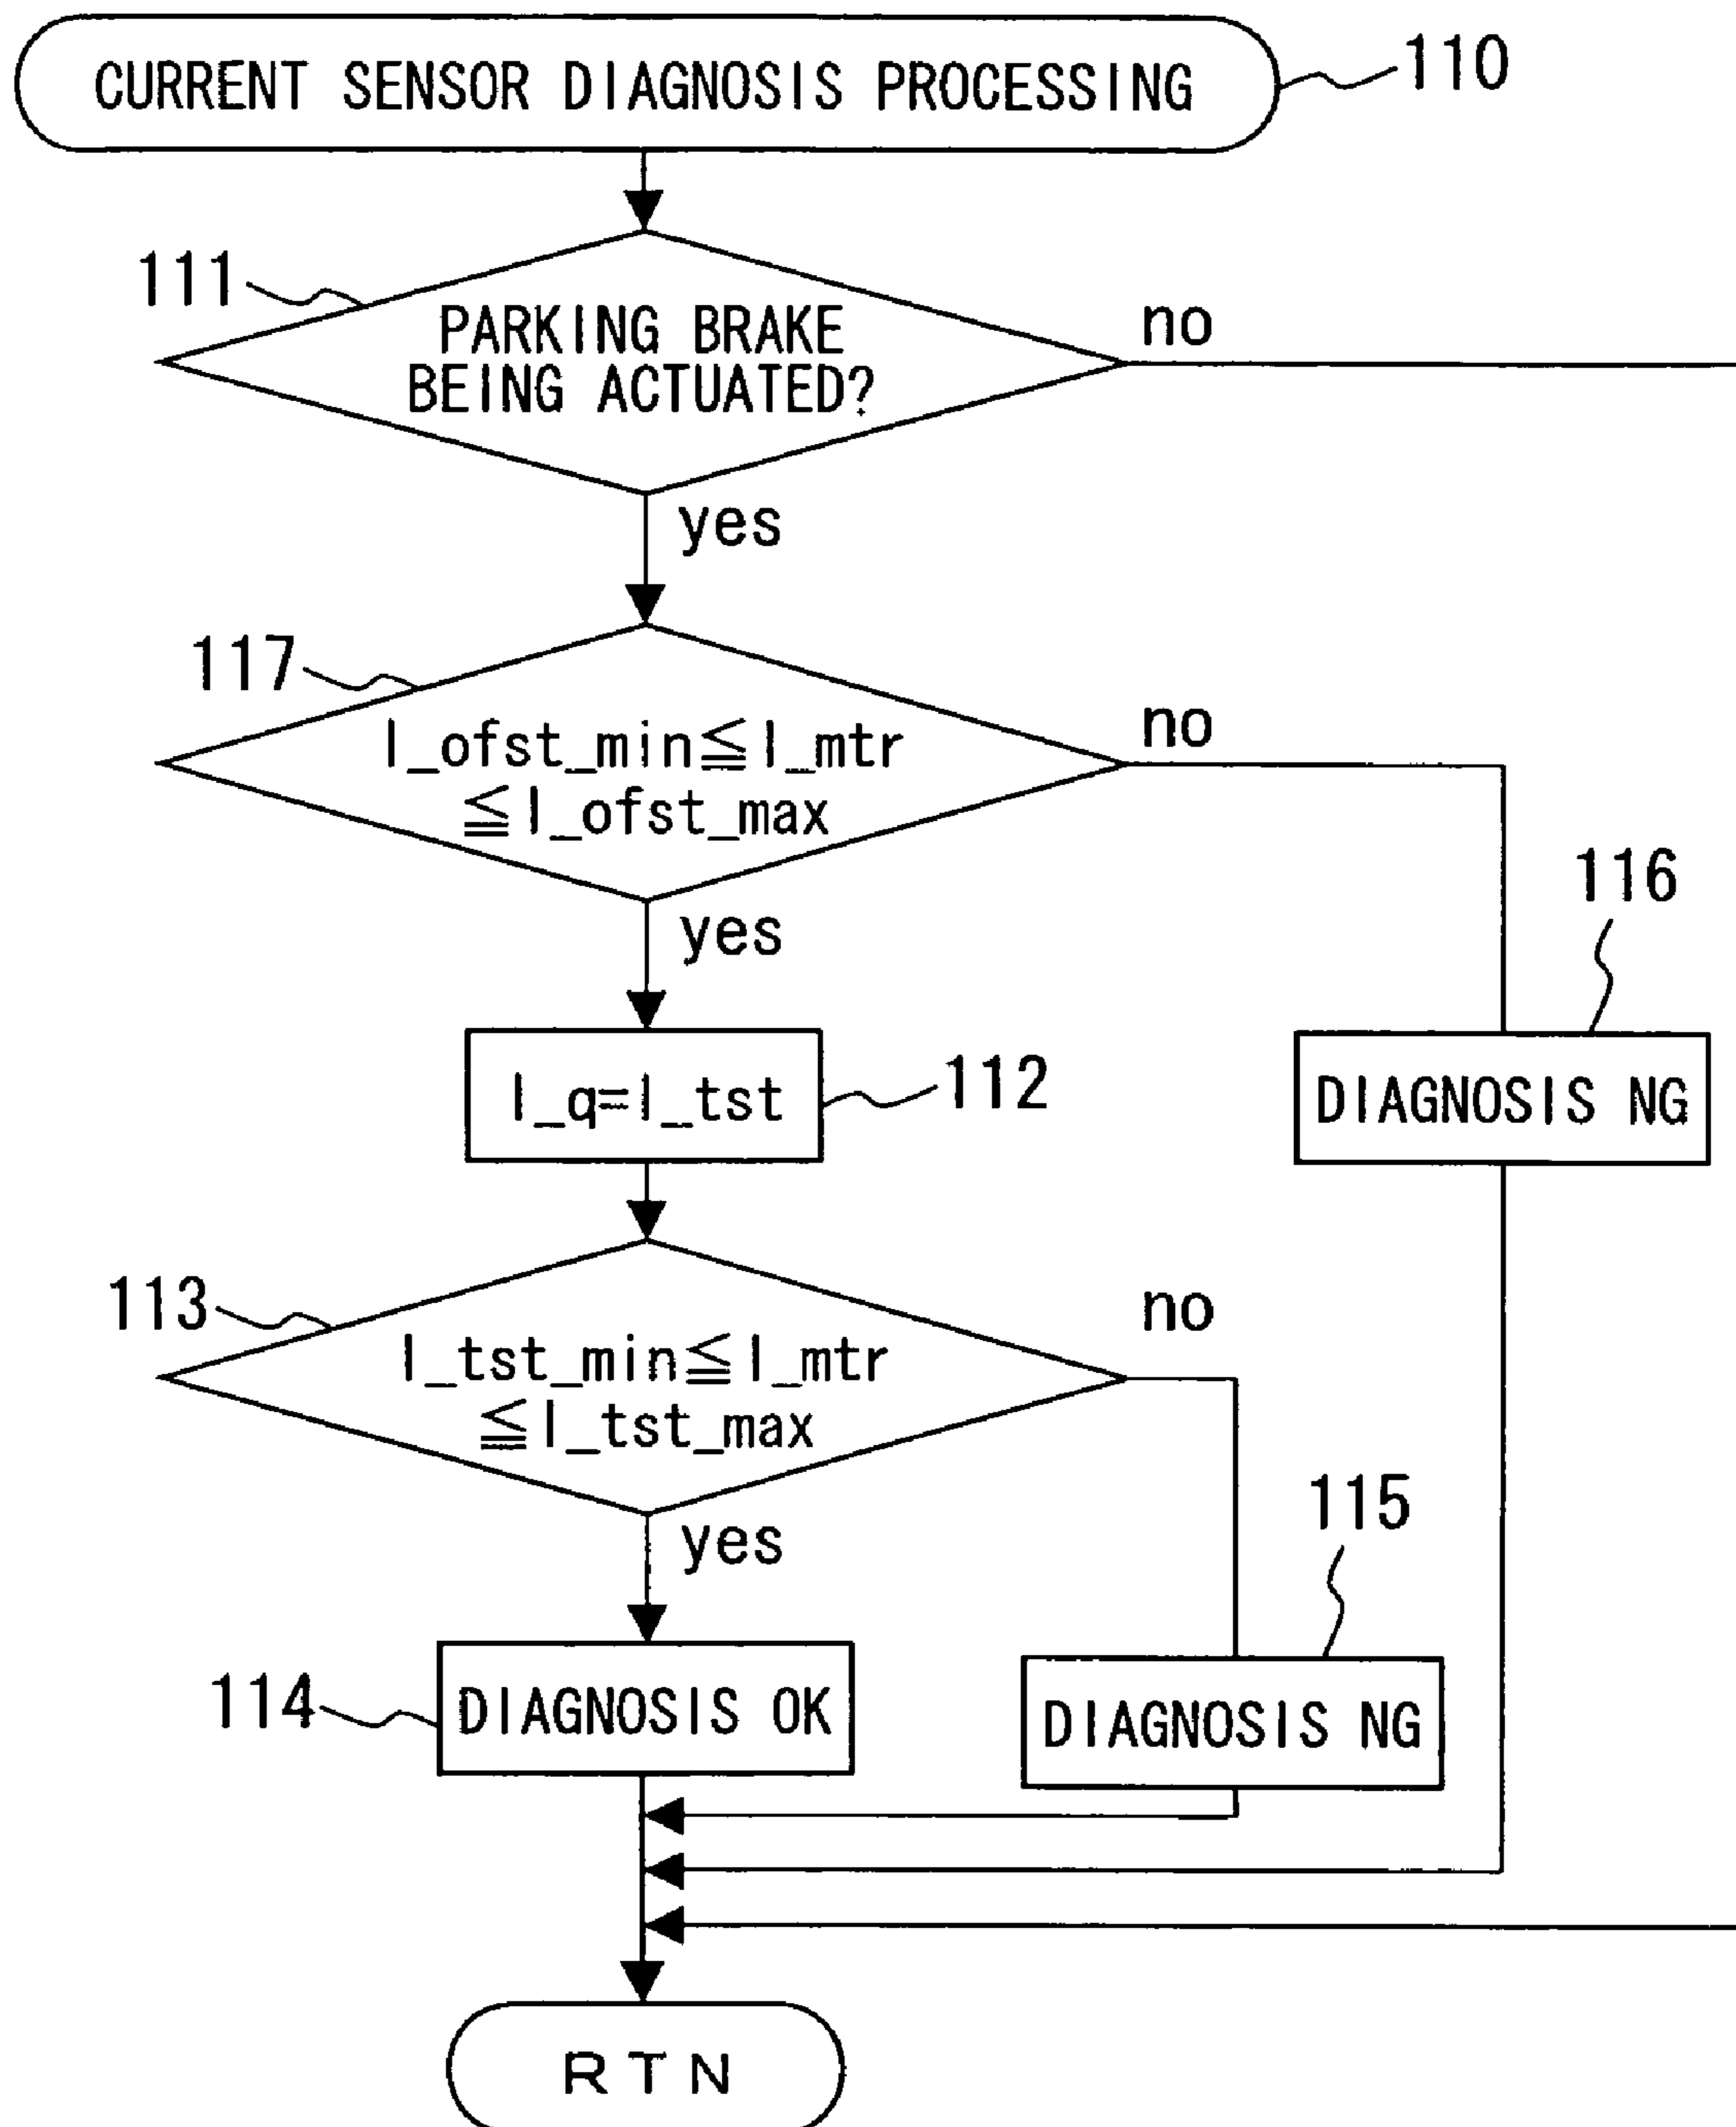 CURRENT SENSOR DIAGNOSIS PROCESSING
110
111
PARKING BRAKE
BEING ACTUATED?
no
yes
117
I_ofst_min≦I_mtr
≦I_ofst_max
no
yes
116
DIAGNOSIS NG
I_q=I_tst
112
113
I_tst_min≦I_mtr
≦I_tst_max
no
yes
115
114
DIAGNOSIS OK
DIAGNOSIS NG
RTN